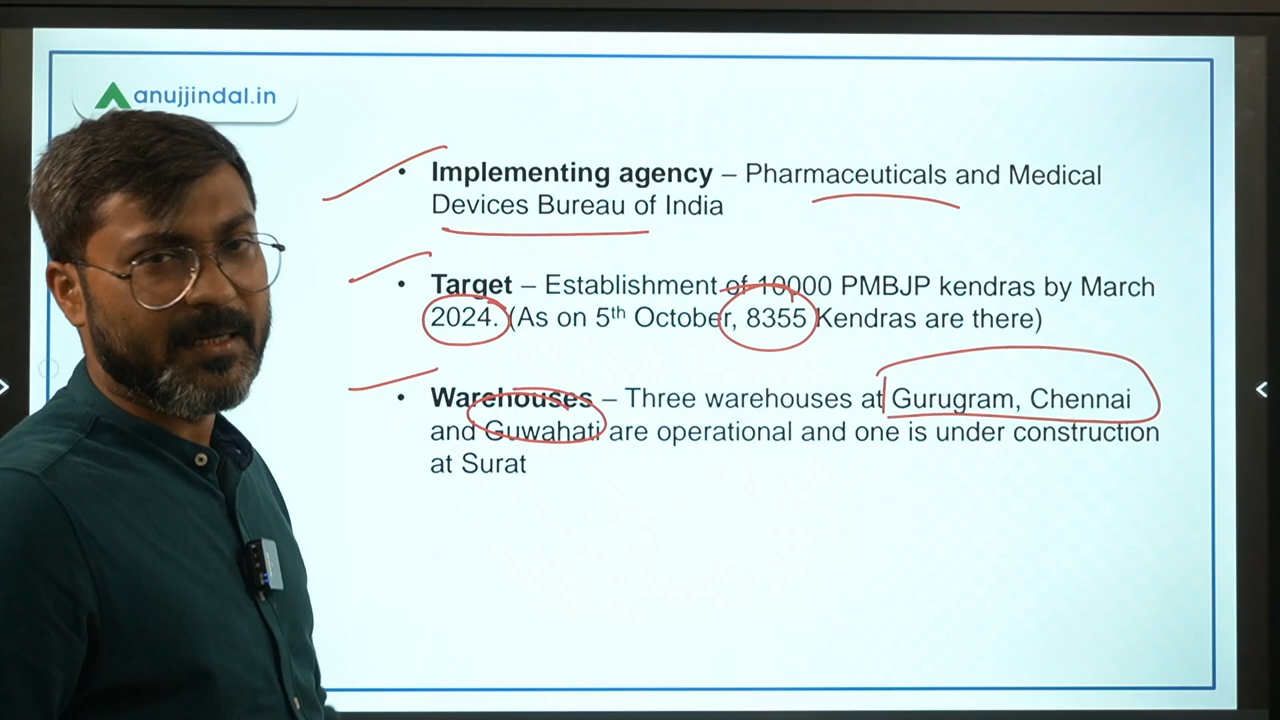 anujjindal.in
• Implementing agency – Pharmaceuticals and Medical
Devices Bureau of India
• Target – Establishment of 10000 PMBJP kendras by March
2024. (As on 5th October, 8355 Kendras are there)
• Warehouses – Three warehouses at Gurugram, Chennai
and Guwahati are operational and one is under construction
at Surat